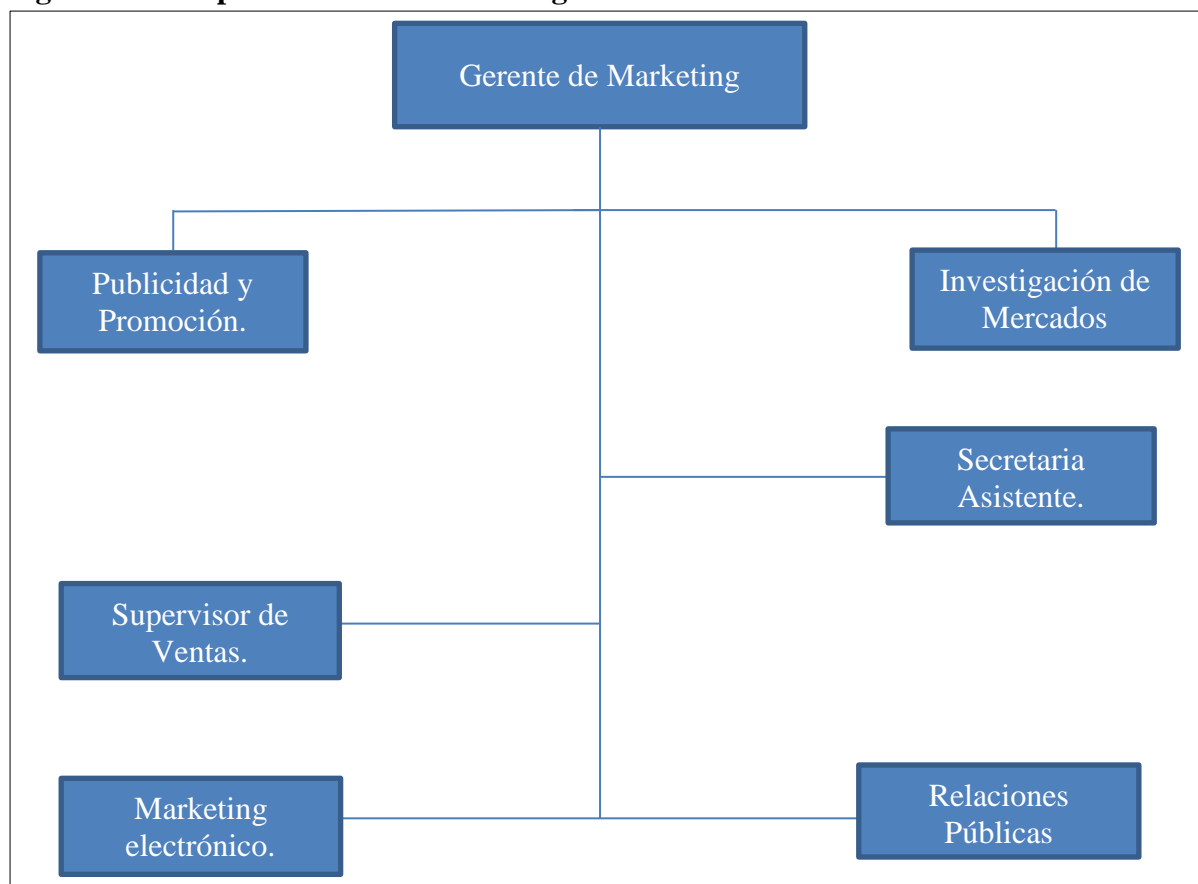 Gerente de Marketing
Publicidad y
Promoción.
Investigación de
Mercados
Secretaria
Asistente.
Supervisor de
Ventas.
Marketing
electrónico.
Relaciones
Públicas